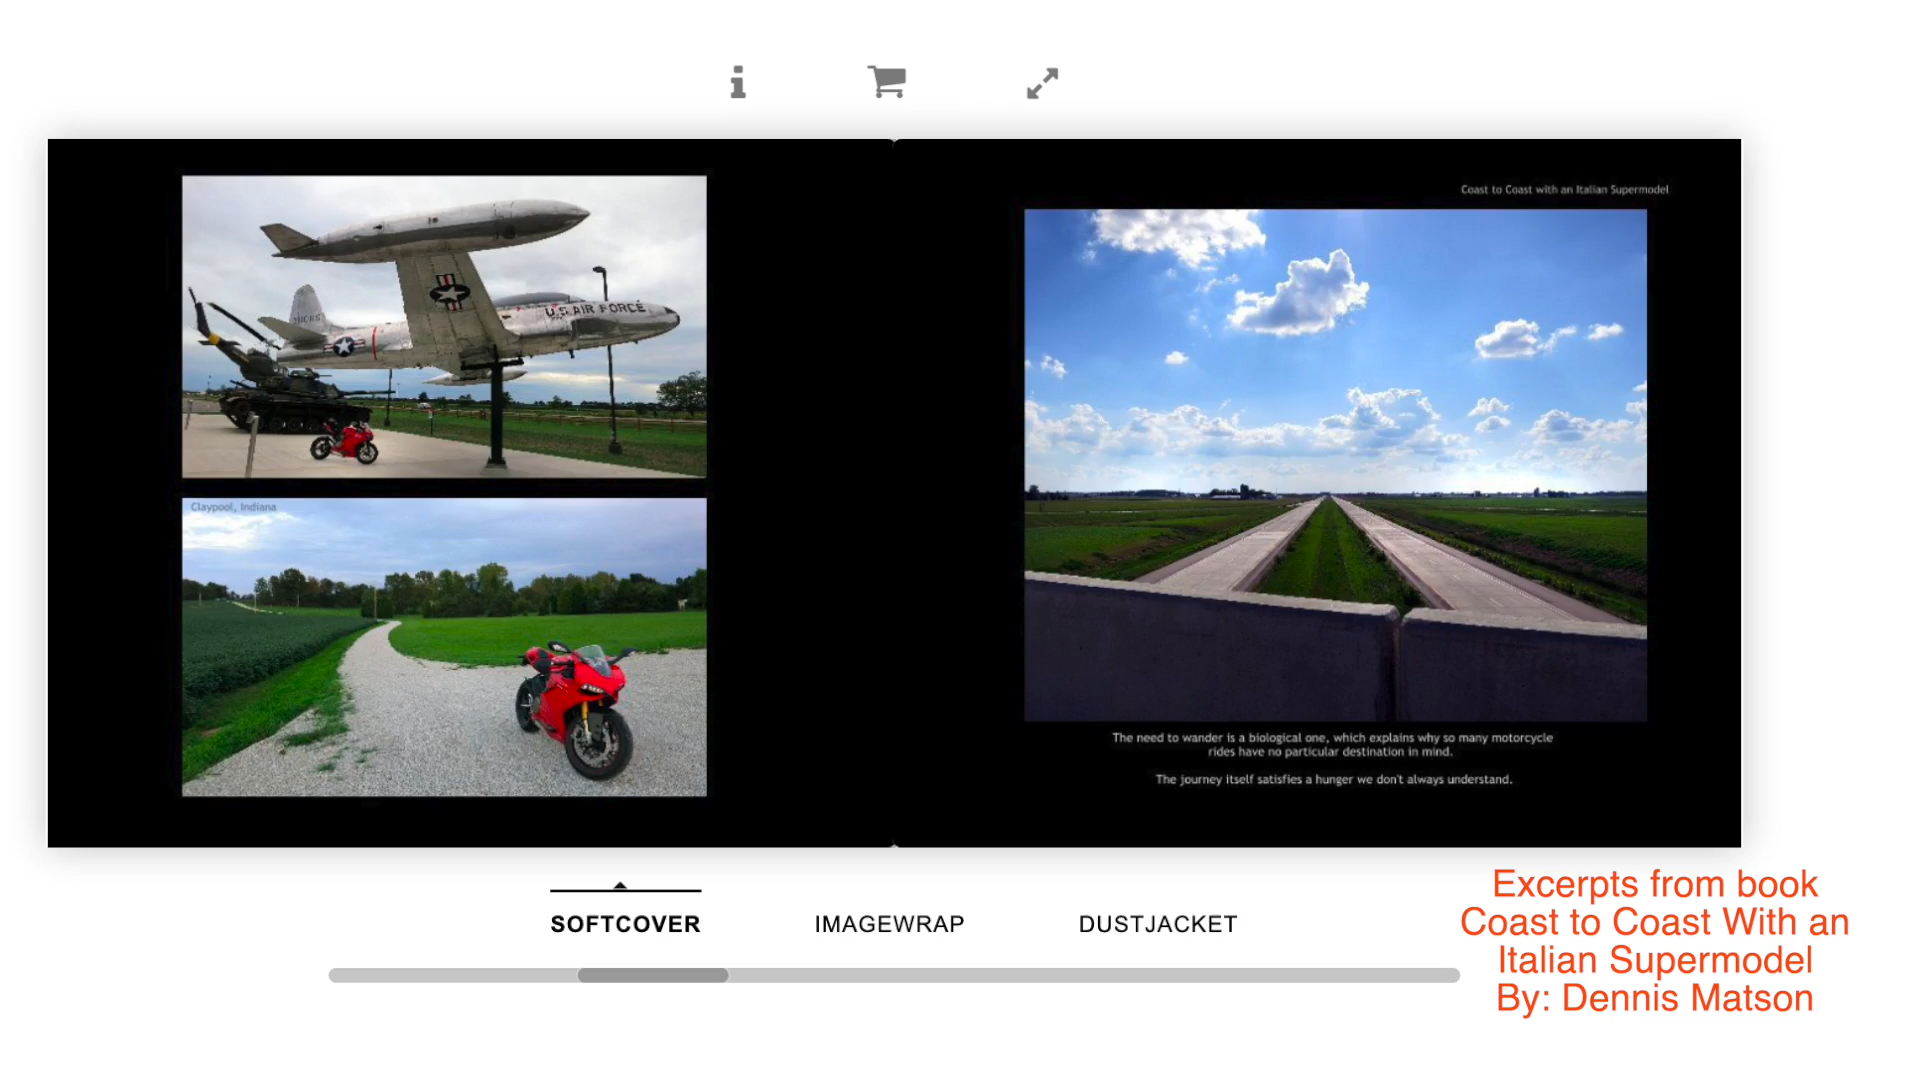 U.S. AIR FORCE
Claypool, Indiana
Coast to Coast with an Italian Supermodel
The need to wander is a biological one, which explains why so many motorcycle
rides have no particular destination in mind.
The journey itself satisfies a hunger we don't always understand.
SOFTCOVER
IMAGEWRAP
DUSTJACKET
Excerpts from book
Coast to Coast With an
Italian Supermodel
By: Dennis Matson